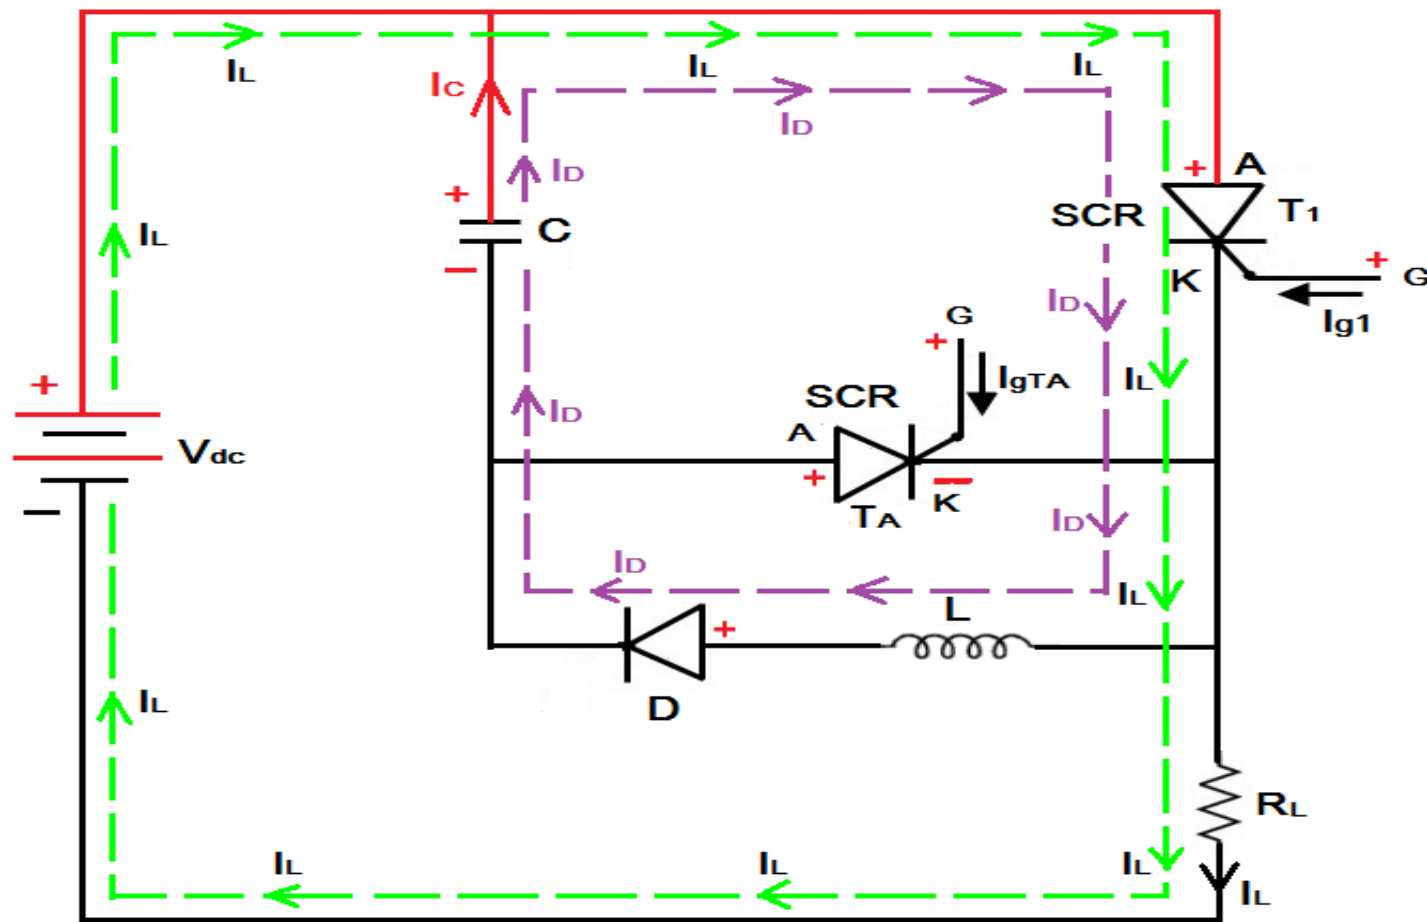 IL
IL
IL
IC
ID
ID
+
A
+
C
SCR
T1
IL
−
K
+
G
ID
Ig1
G
+
IgTA
IL
+
SCR
ID
A
Vdc
+
−
K
−
TA
ID
ID
L
IL
+
D
IL
RL
IL
IL
IL
IL